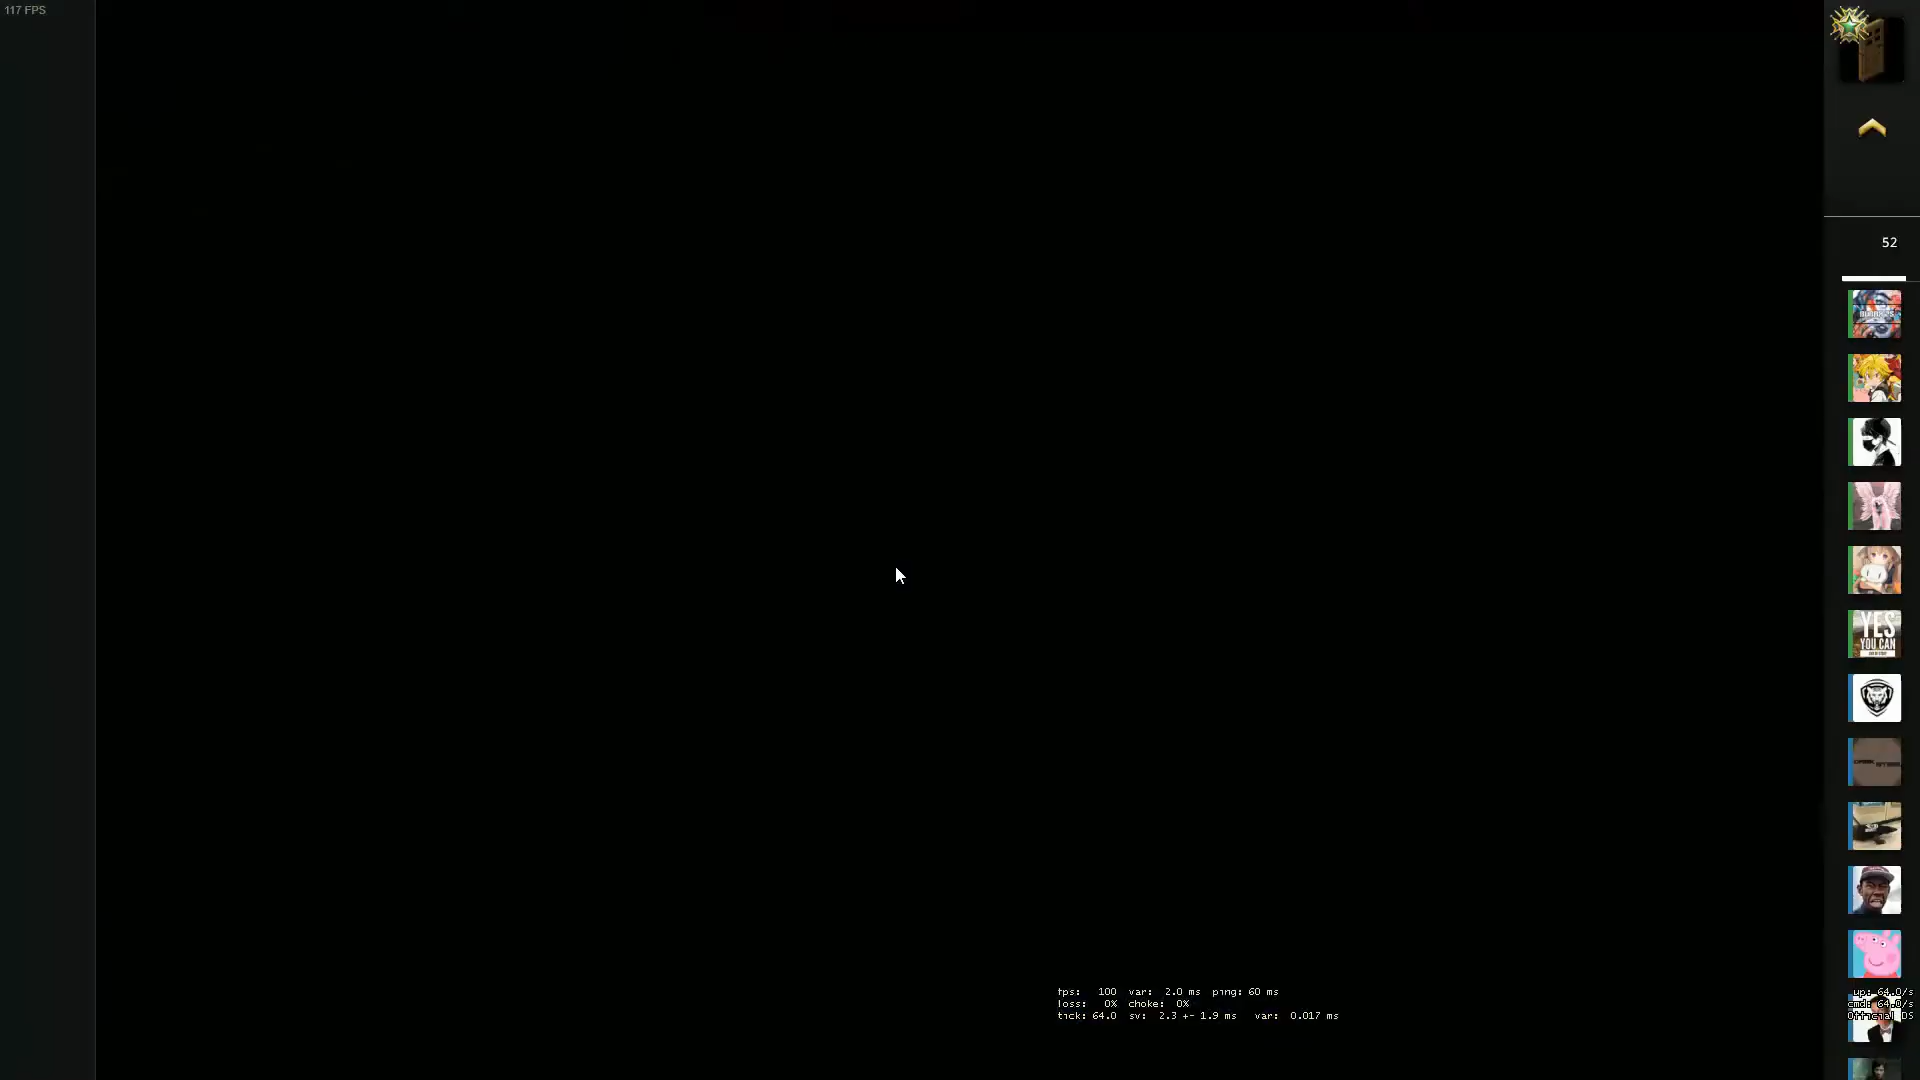 117 FPS
52
YES
YOU CAN
fps: 100 var: 2.0 ms ping: 60 ms
loss: 0% choke: 0%
tick: 64.0 sv: 2.3 +- 1.9 ms var: 0.017 ms
up: 64.0/s
cmd: 64.0/s
Official DS